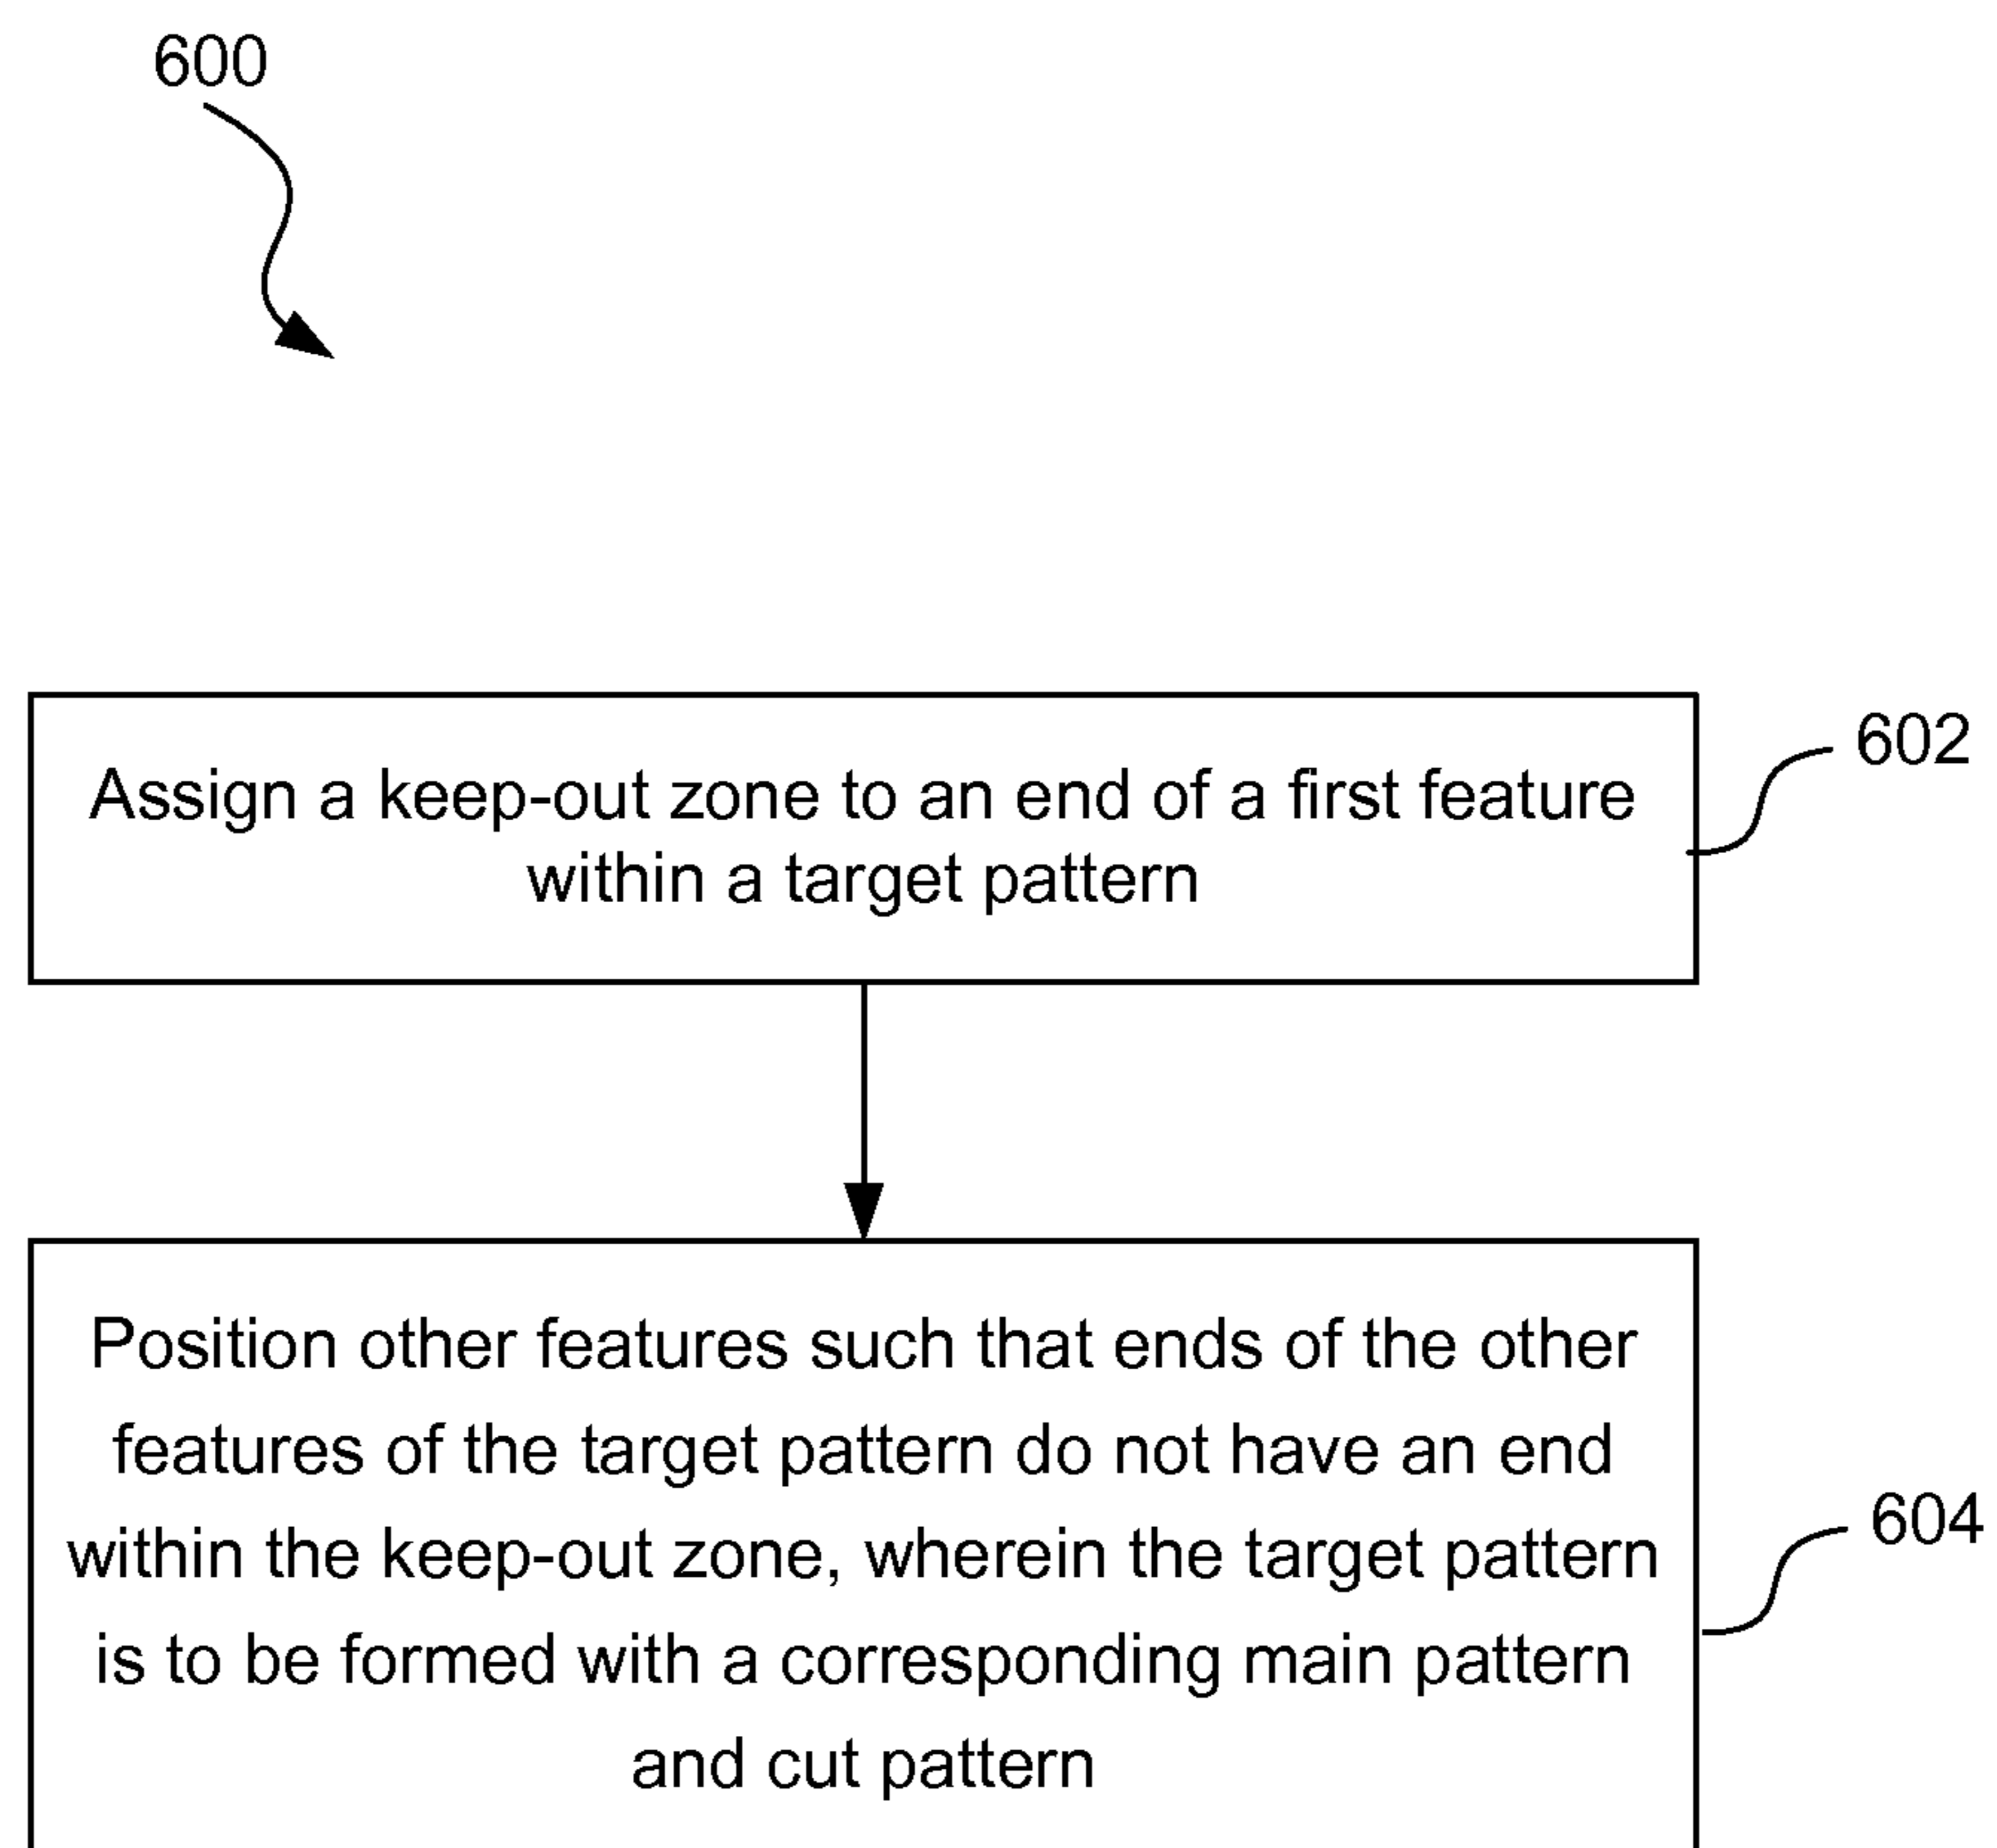 600
Assign a keep-out zone to an end of a first feature
within a target pattern
602
Position other features such that ends of the other
features of the target pattern do not have an end
within the keep-out zone, wherein the target pattern
is to be formed with a corresponding main pattern
and cut pattern
604